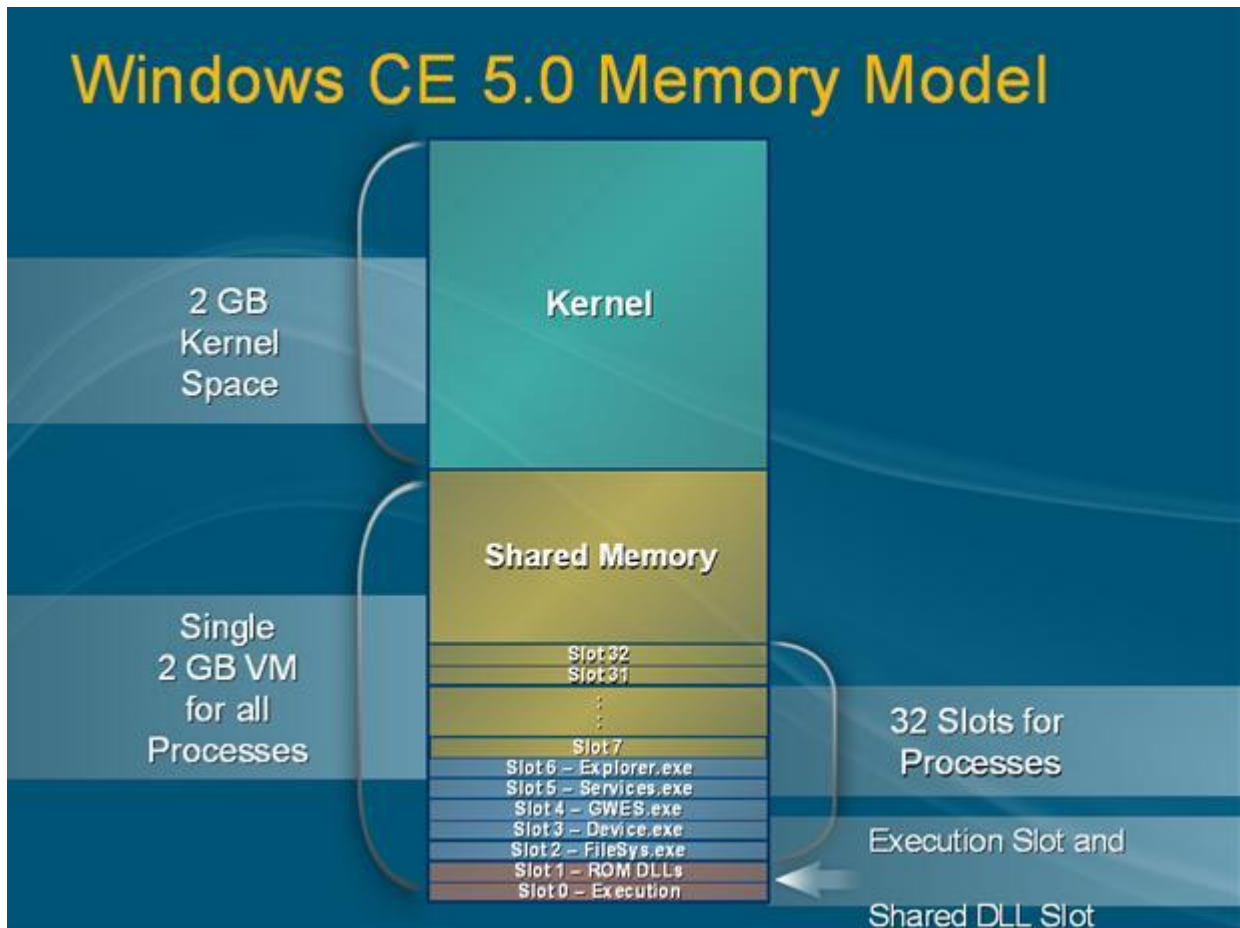 Windows CE 5.0 Memory Model
2 GB
Kernel
Space
Kernel
Shared Memory
Single
2 GB VM
for all
Processes
Slot 32
Slot 31
:
:
Slot 7
Slot 6 – Explorer.exe
Slot 5 – Services.exe
Slot 4 – GWES.exe
Slot 3 – Device.exe
Slot 2 – FileSys.exe
Slot 1 – ROM DLLs
Slot 0 – Execution
32 Slots for
Processes
Execution Slot and
Shared DLL Slot